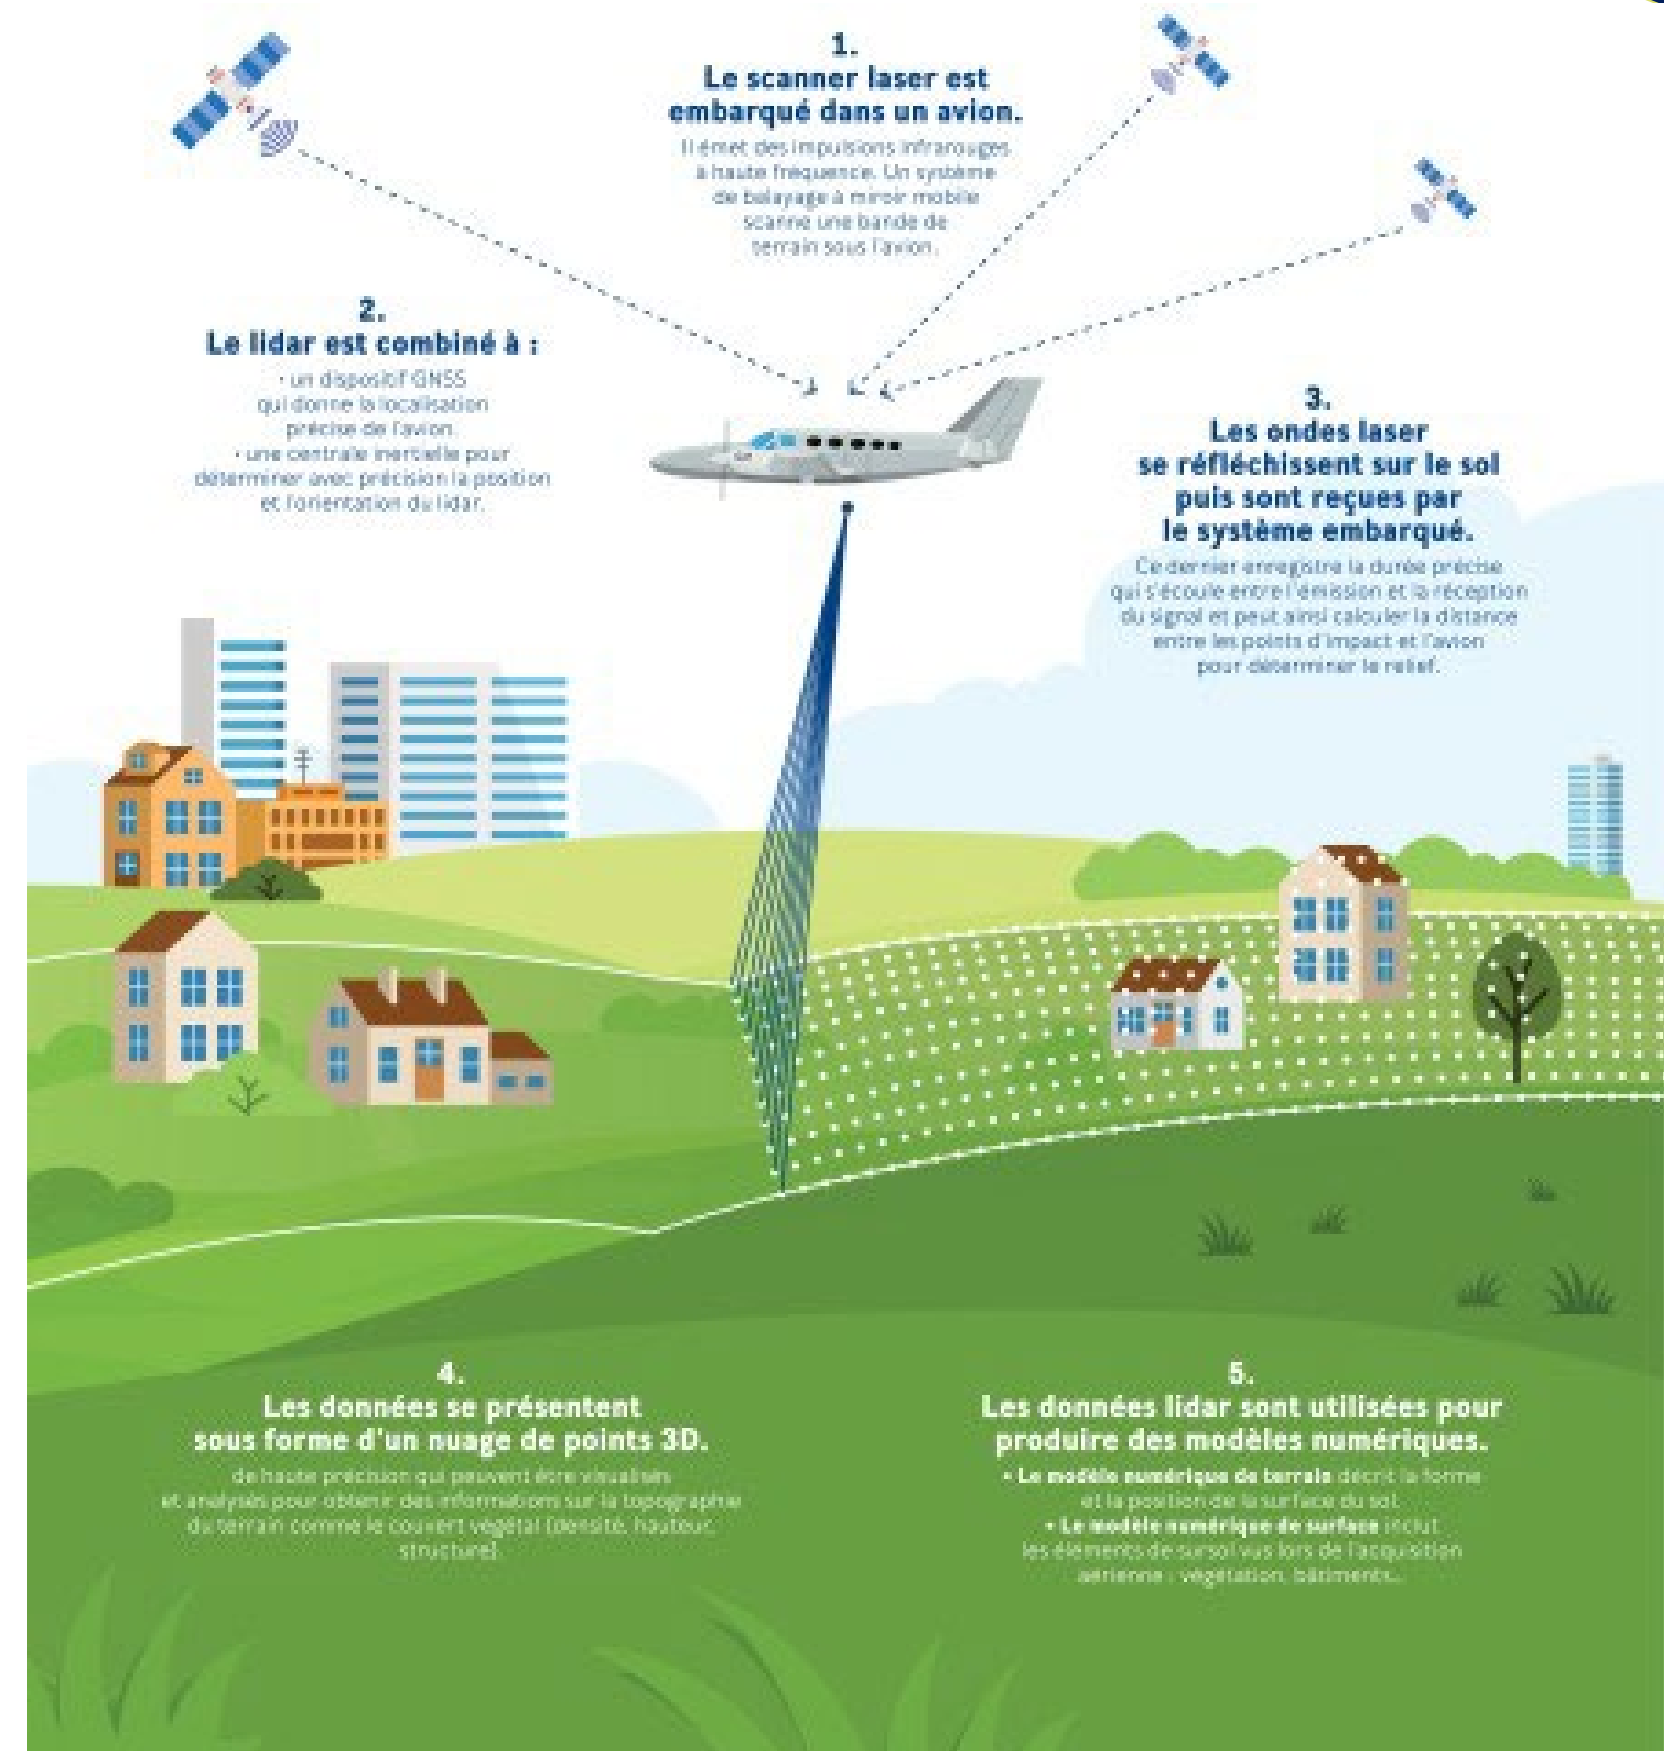 1.
Le scanner laser est
embarqué dans un avion.
Il émet des impulsions infrarouges
à haute fréquence. Un système
de balayage à miroir mobile
scanne une bande de
terrain sous l'avion.
2.
Le lidar est combiné à :
• un dispositif GNSS
qui donne la localisation
précise de l'avion.
• une centrale inertielle pour
déterminer avec précision la position
et l'orientation du lidar.
3.
Les ondes laser
se réfléchissent sur le sol
puis sont reçues par
le système embarqué.
Ce dernier enregistre la durée précise
qui s'écoule entre l'émission et la réception
du signal et peut ainsi calculer la distance
entre les points d'impact et l'avion
pour déterminer le relief.
4.
Les données se présentent
sous forme d'un nuage de points 3D.
de haute précision qui peuvent être visualisés
et analysés pour obtenir des informations sur la topographie
du terrain comme le couvert végétal (densité, hauteur,
structure).
5.
Les données lidar sont utilisées pour
produire des modèles numériques.
• Le modèle numérique de terrain décrit la forme
et la position de la surface du sol.
• Le modèle numérique de surface inclut
les éléments de sursol vus lors de l'acquisition
aérienne : végétation, bâtiments...